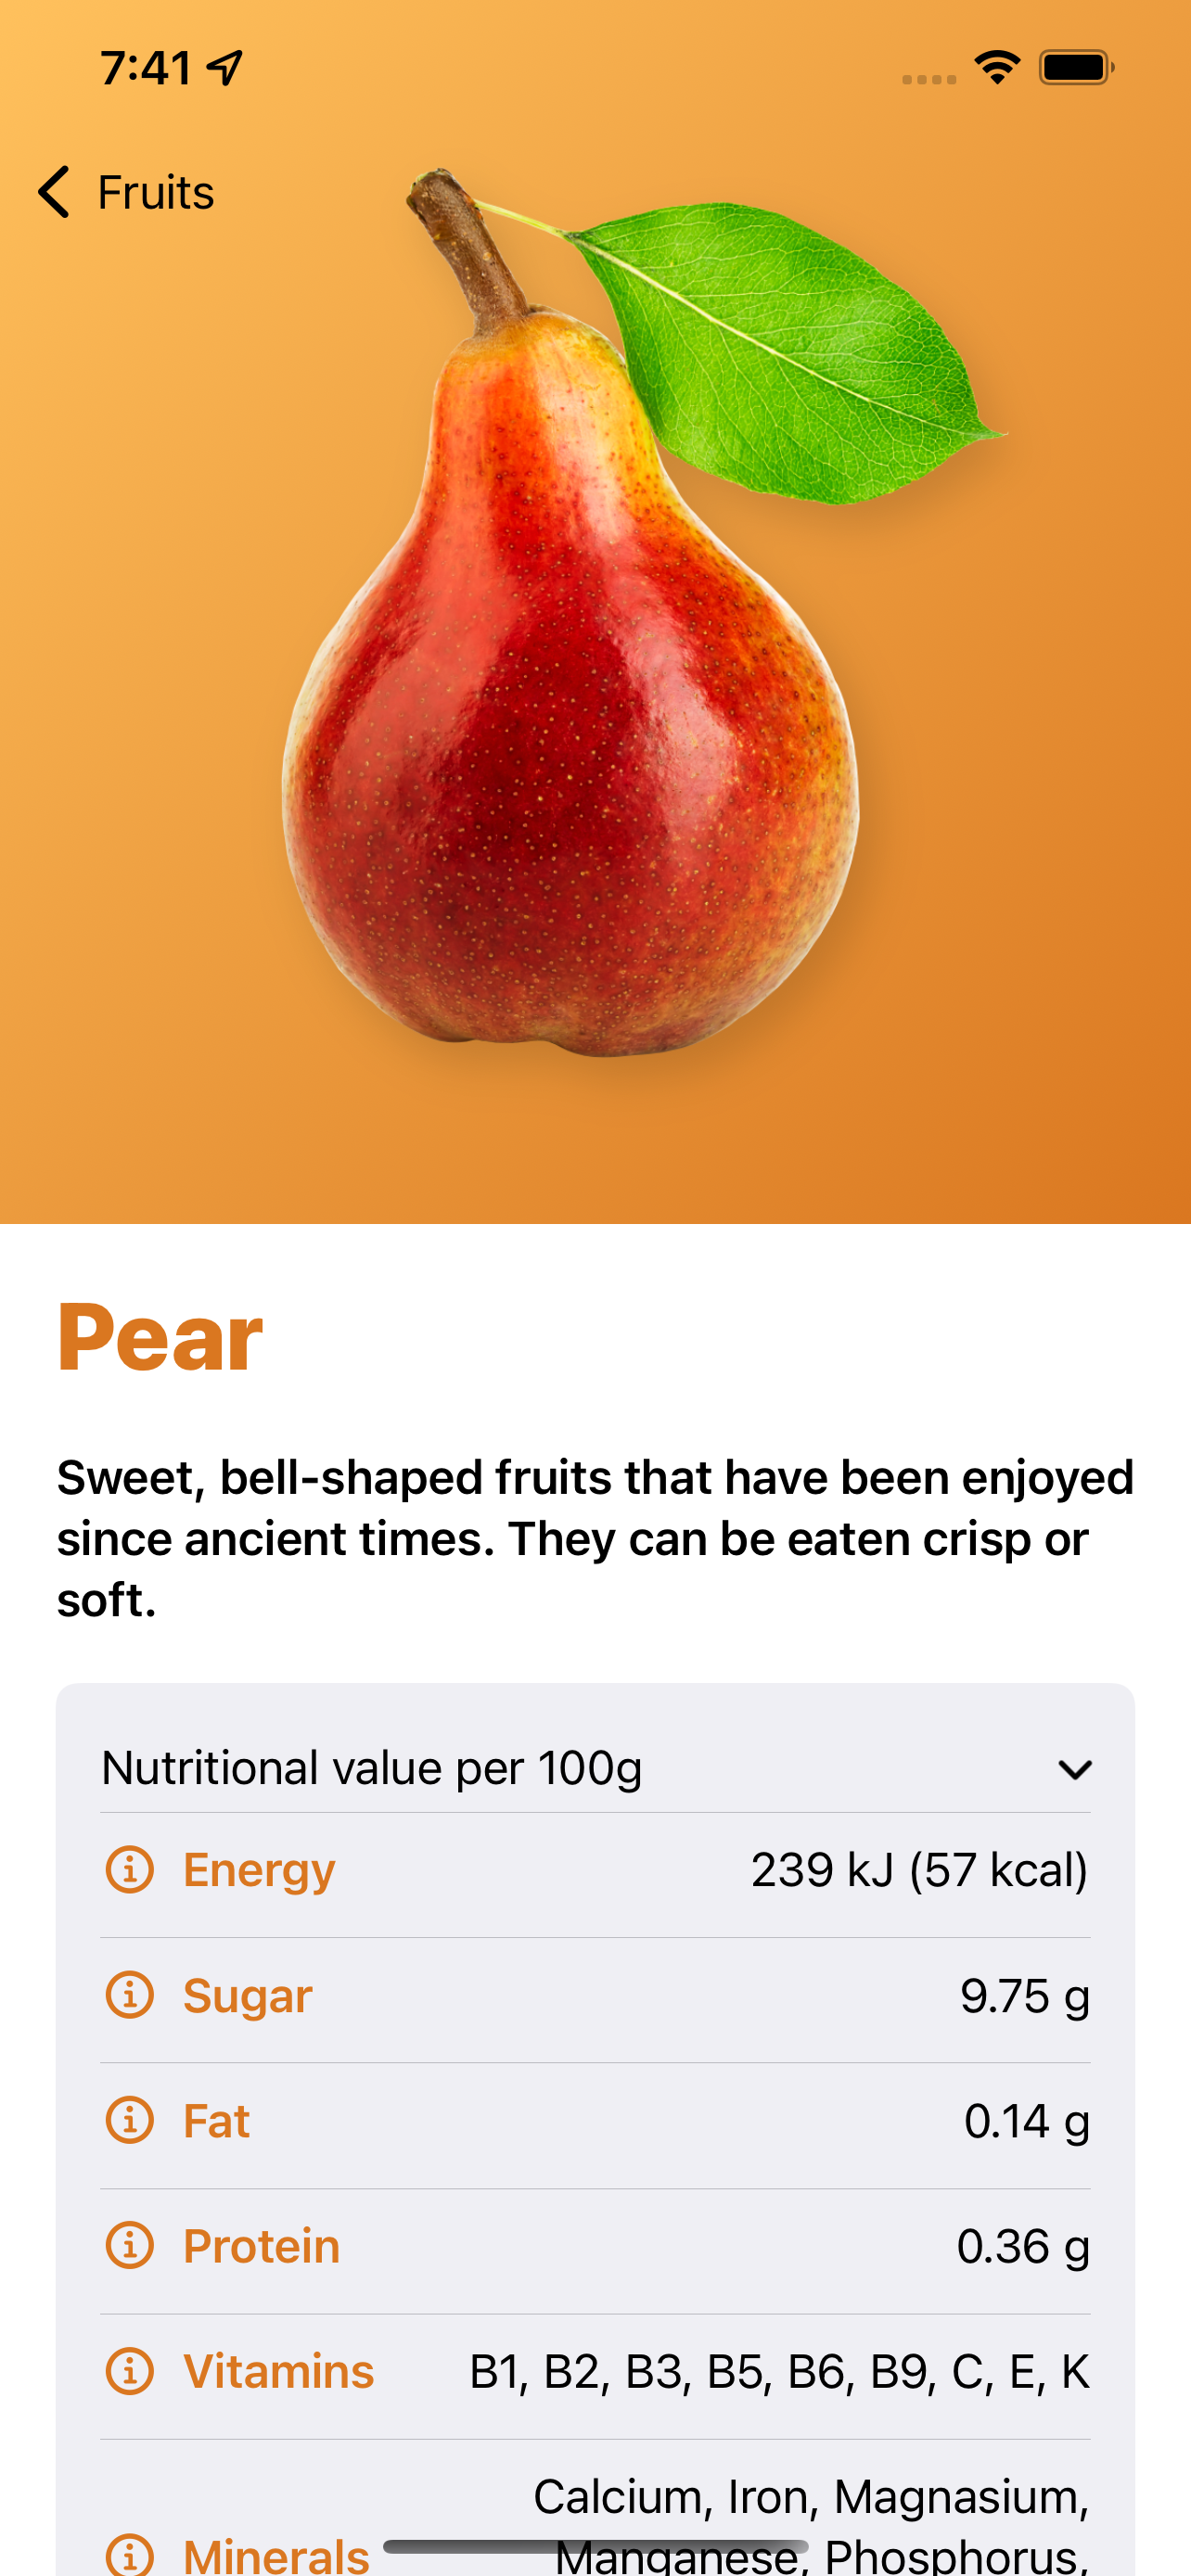 7:41
Fruits
Pear
Sweet, bell-shaped fruits that have been enjoyed
since ancient times. They can be eaten crisp or
soft.
Nutritional value per 100g
Energy 239 kJ (57 kcal)
Sugar 9.75 g
Fat 0.14 g
Protein 0.36 g
Vitamins B1, B2, B3, B5, B6, B9, C, E, K
Calcium, Iron, Magnasium,
Minerals Manganese, Phosphorus,